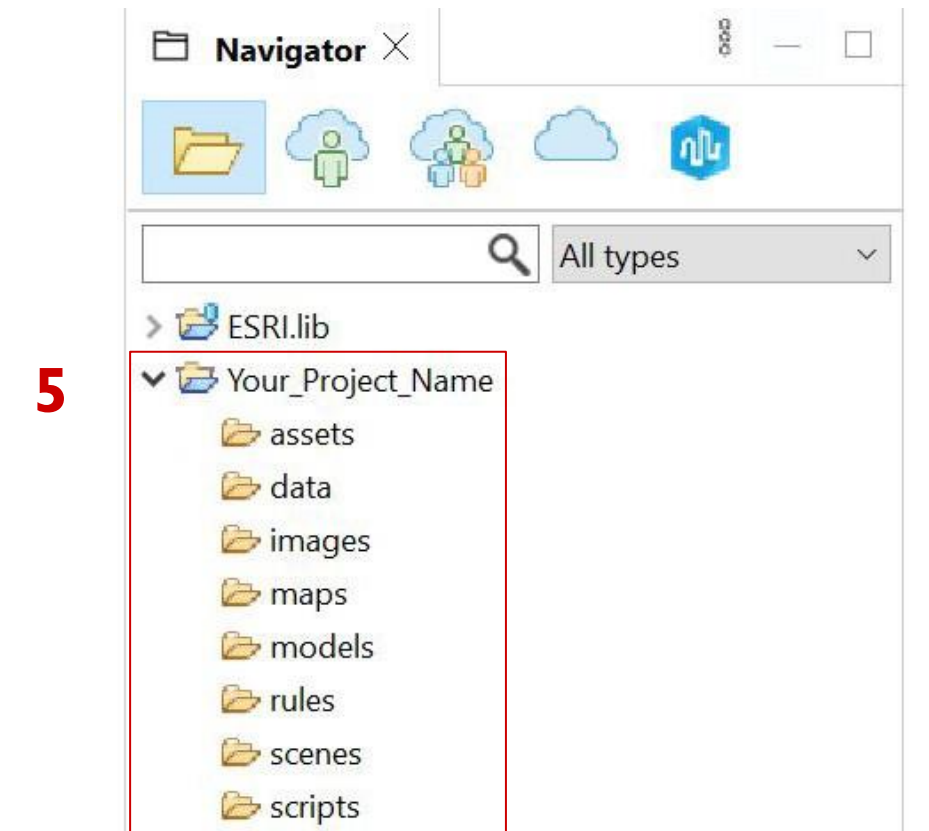 Navigator
All types
ESRI.lib
5
Your_Project_Name
assets
data
images
maps
models
rules
scenes
scripts